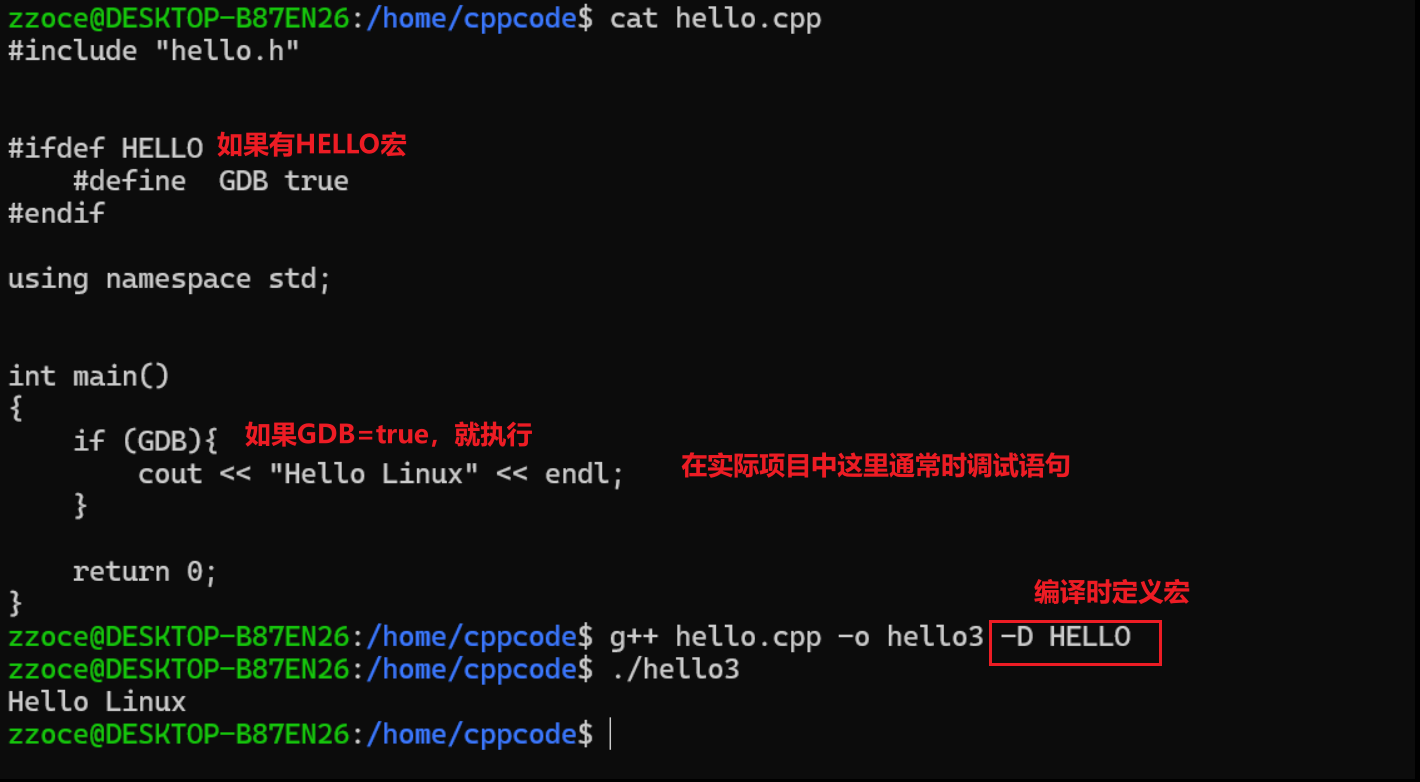 zzoce@DESKTOP-B87EN26:/home/cppcode$ cat hello.cpp
#include "hello.h"
#ifdef HELLO 如果有HELLO宏
#define  GDB true
#endif
using namespace std;
int main()
{
if (GDB){ 如果GDB=true，就执行
cout << "Hello Linux" << endl; 在实际项目中这里通常时调试语句
}
return 0;
}
编译时定义宏
zzoce@DESKTOP-B87EN26:/home/cppcode$ g++ hello.cpp -o hello3 -D HELLO
zzoce@DESKTOP-B87EN26:/home/cppcode$ ./hello3
Hello Linux
zzoce@DESKTOP-B87EN26:/home/cppcode$